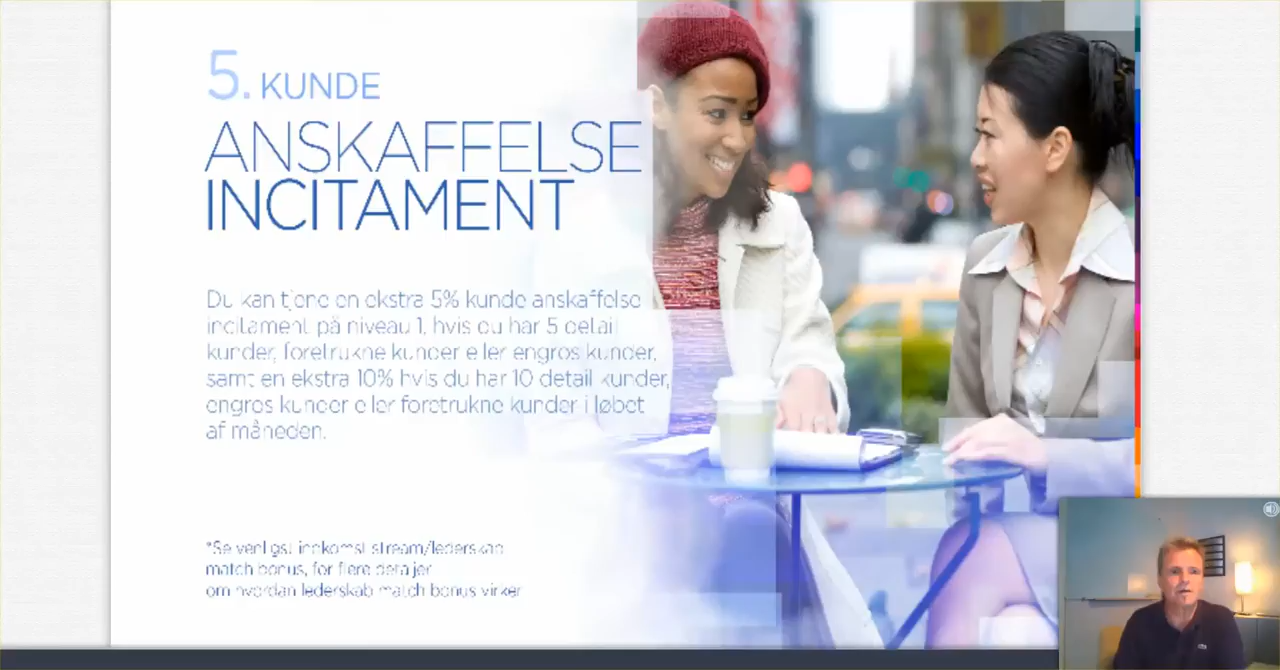 5. KUNDE
ANSKAFFELSE
INCITAMENT
Du kan tjene en ekstra 5% kunde anskaffelse
incitament på niveau 1, hvis du har 5 detail
kunder, foretrukne kunder eller engros kunder,
samt en ekstra 10% hvis du har 10 detail kunder,
engros kunder eller foretrukne kunder i løbet
af måneden.
*Se venligst indkomst stream/lederskab
match bonus, for flere detaljer
om hvordan lederskab match bonus virker